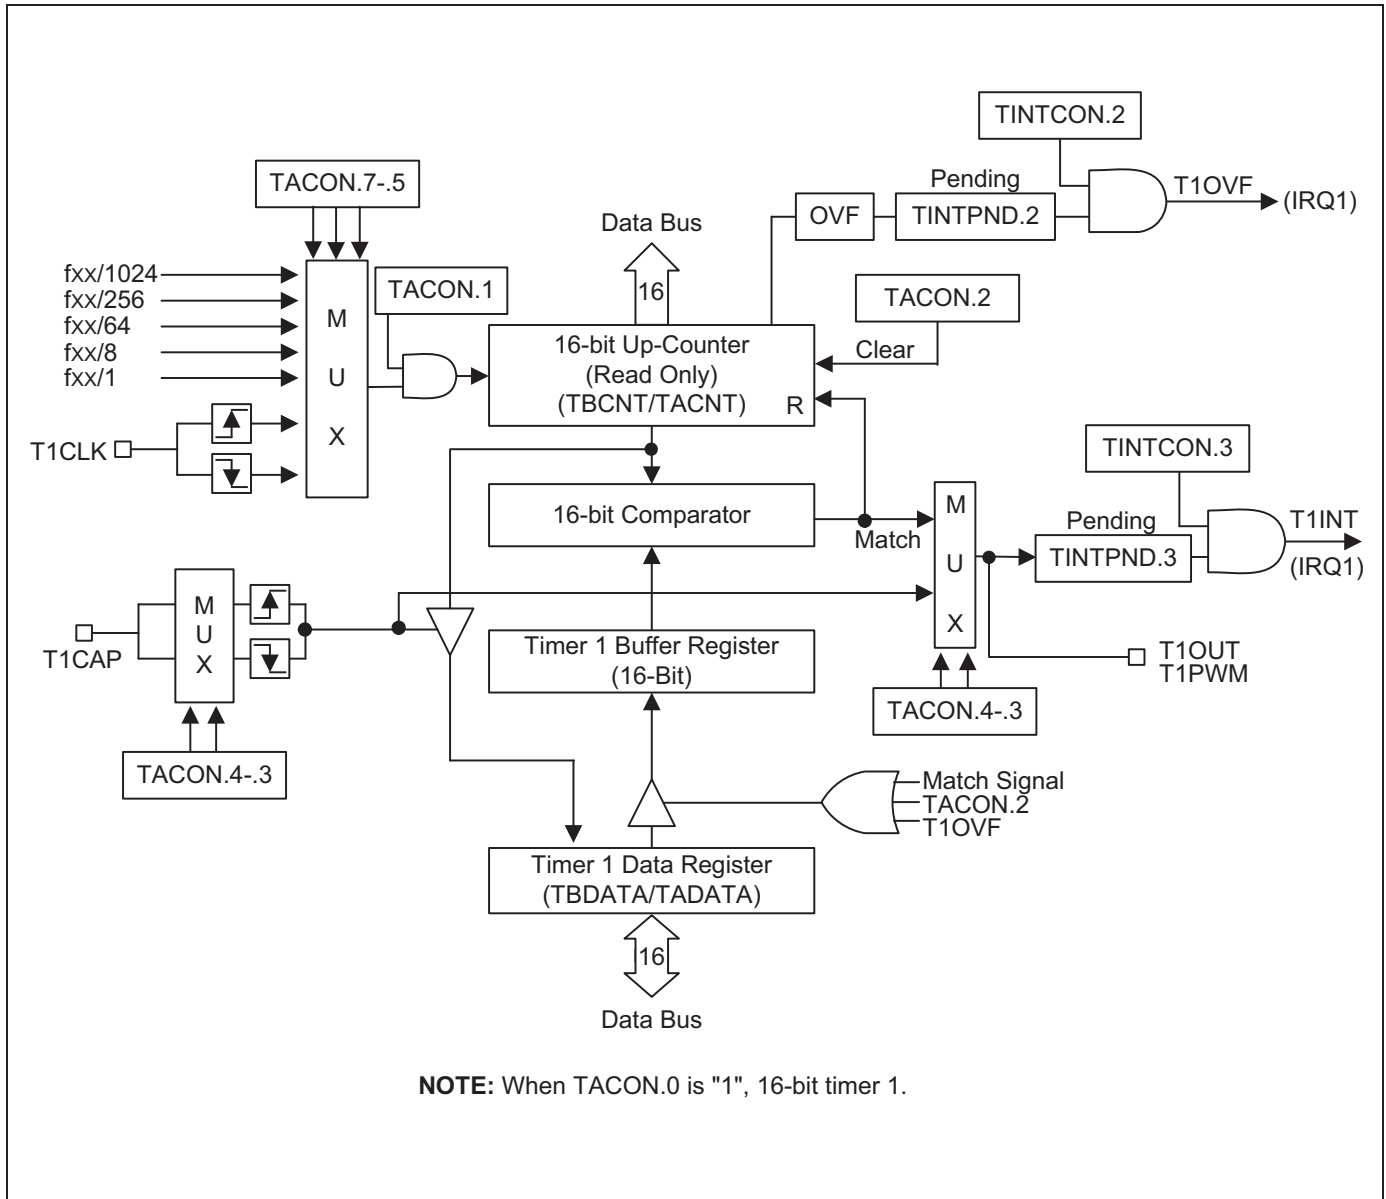 TINTCON.2
TACON.7-.5
Pending
T1OVF
(IRQ1)
OVF
TINTPND.2
Data Bus
16
fxx/1024
fxx/256
fxx/64
fxx/8
fxx/1
M
U
X
TACON.1
TACON.2
16-bit Up-Counter
(Read Only)
(TBCNT/TACNT)
R
Clear
T1CLK
TINTCON.3
16-bit Comparator
Match
M
U
X
Pending
TINTPND.3
T1INT
(IRQ1)
T1CAP
M
U
X
Timer 1 Buffer Register
(16-Bit)
T1OUT
T1PWM
TACON.4-.3
TACON.4-.3
Match Signal
TACON.2
T1OVF
Timer 1 Data Register
(TBDATA/TADATA)
16
Data Bus
NOTE: When TACON.0 is "1", 16-bit timer 1.